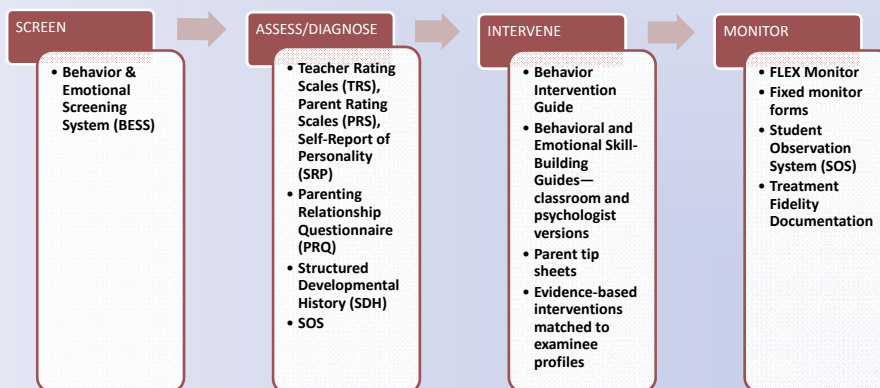 SCREEN
• Behavior &
Emotional
Screening
System (BESS)
ASSESS/DIAGNOSE
• Teacher Rating
Scales (TRS),
Parent Rating
Scales (PRS),
Self-Report of
Personality
(SRP)
• Parenting
Relationship
Questionnaire
(PRQ)
• Structured
Developmental
History (SDH)
• SOS
INTERVENE
• Behavior
Intervention
Guide
• Behavioral and
Emotional Skill-
Building
Guides—
classroom and
psychologist
versions
• Parent tip
sheets
• Evidence-based
interventions
matched to
examinee
profiles
MONITOR
• FLEX Monitor
• Fixed monitor
forms
• Student
Observation
System (SOS)
• Treatment
Fidelity
Documentation